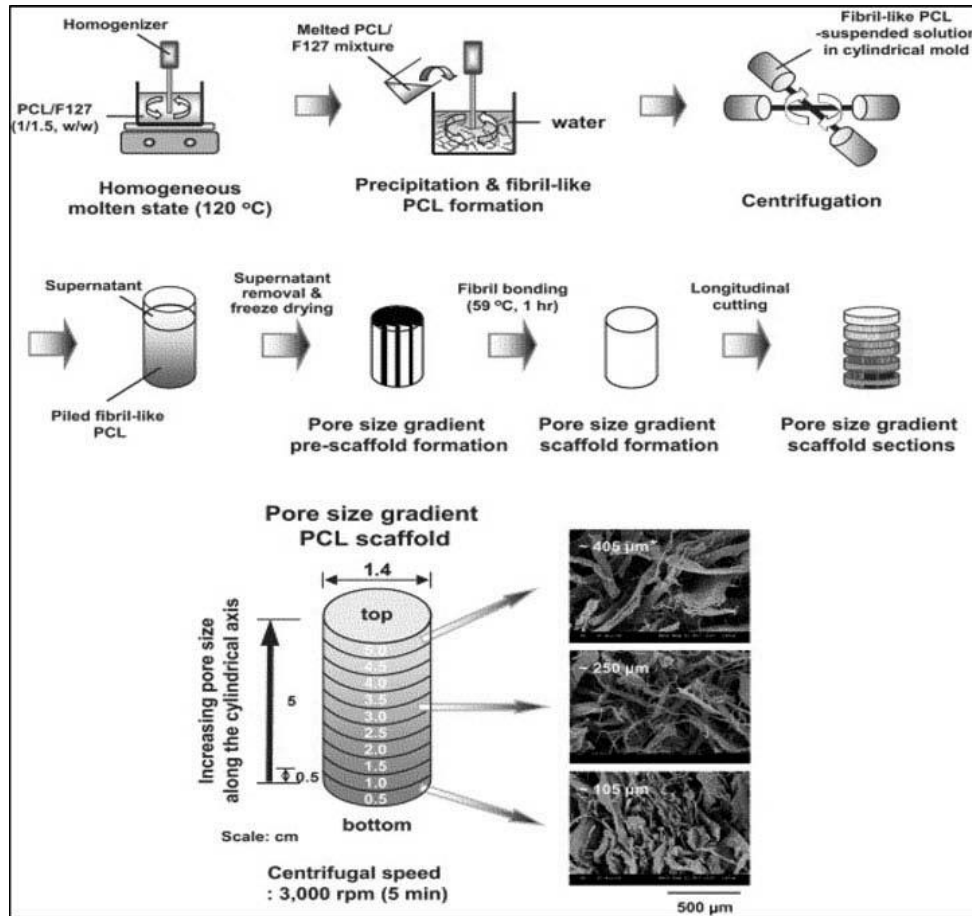 Homogenizer
PCL/F127
(1/1.5, w/w)
Homogeneous
molten state (120 °C)
Melted PCL/
F127 mixture
water
Precipitation & fibril-like
PCL formation
Fibril-like PCL
-suspended solution
in cylindrical mold
Centrifugation
Supernatant
Piled fibril-like
PCL
Supernatant
removal &
freeze drying
Pore size gradient
pre-scaffold formation
Fibril bonding
(59 °C, 1 hr)
Pore size gradient
scaffold formation
Longitudinal
cutting
Pore size gradient
scaffold sections
Pore size gradient
PCL scaffold
1.4
top
5.0
4.5
4.0
3.5
3.0
2.5
2.0
1.5
1.0
0.5
bottom
Increasing pore size
along the cylindrical axis
5
0.5
Scale: cm
Centrifugal speed
: 3,000 rpm (5 min)
~ 405 µm*
~ 250 µm
~ 105 µm
500 µm